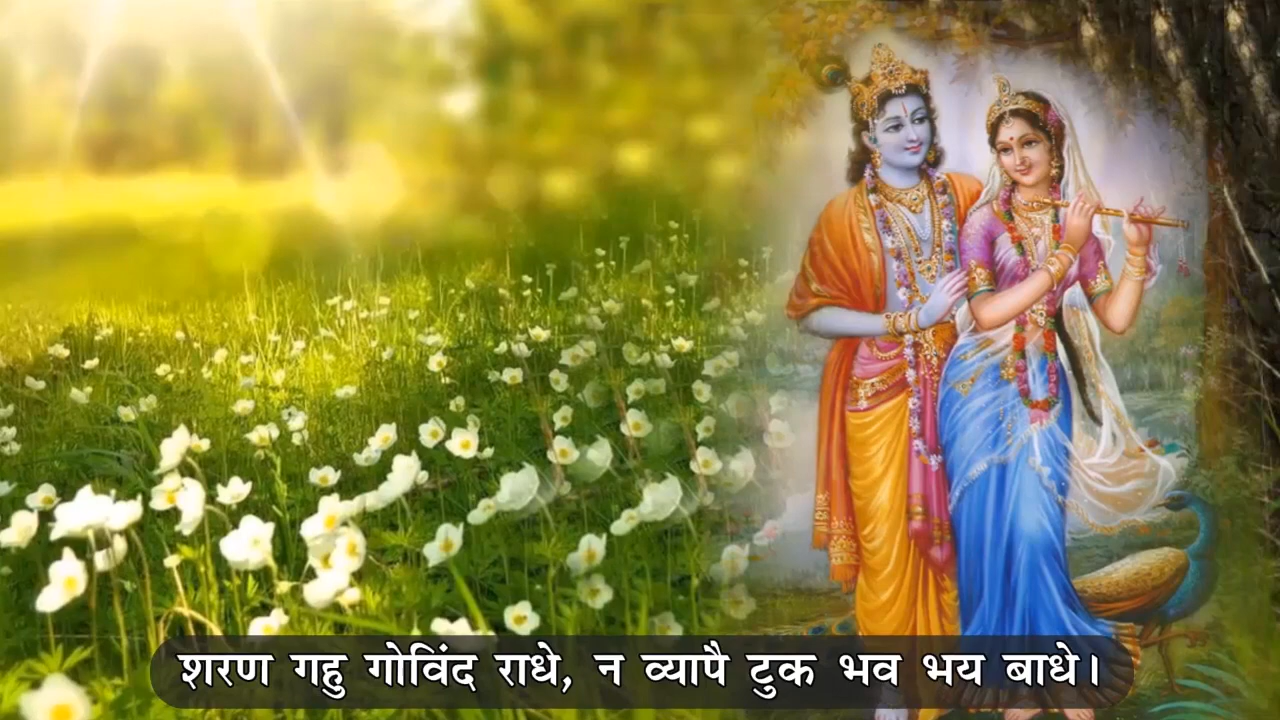 शरण गहु गोविंद राधे, न व्यापै टुक भव भय बाधे।